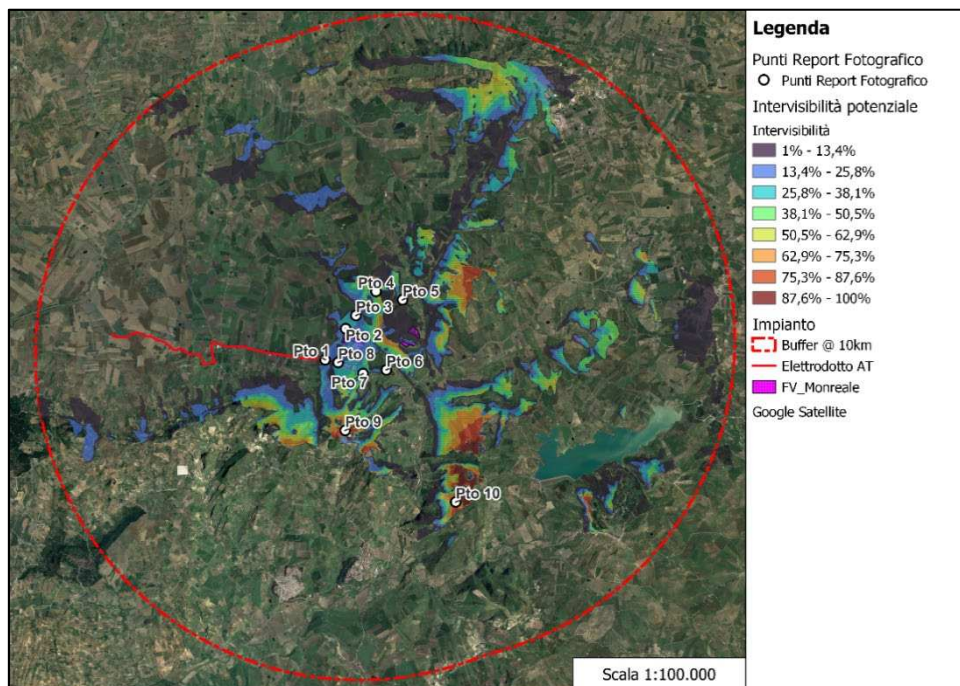 Pto 4
Pto 5
Pto 3
Pto 2
Pto 1
Pto 8
Pto 6
Pto 7
Pto 9
Pto 10
Scala 1:100.000
Legenda
Punti Report Fotografico
Punti Report Fotografico
Intervisibilità potenziale
Intervisibilità
1% - 13,4%
13,4% - 25,8%
25,8% - 38,1%
38,1% - 50,5%
50,5% - 62,9%
62,9% - 75,3%
75,3% - 87,6%
87,6% - 100%
Impianto
Buffer @ 10km
Elettrodotto AT
FV_Monreale
Google Satellite